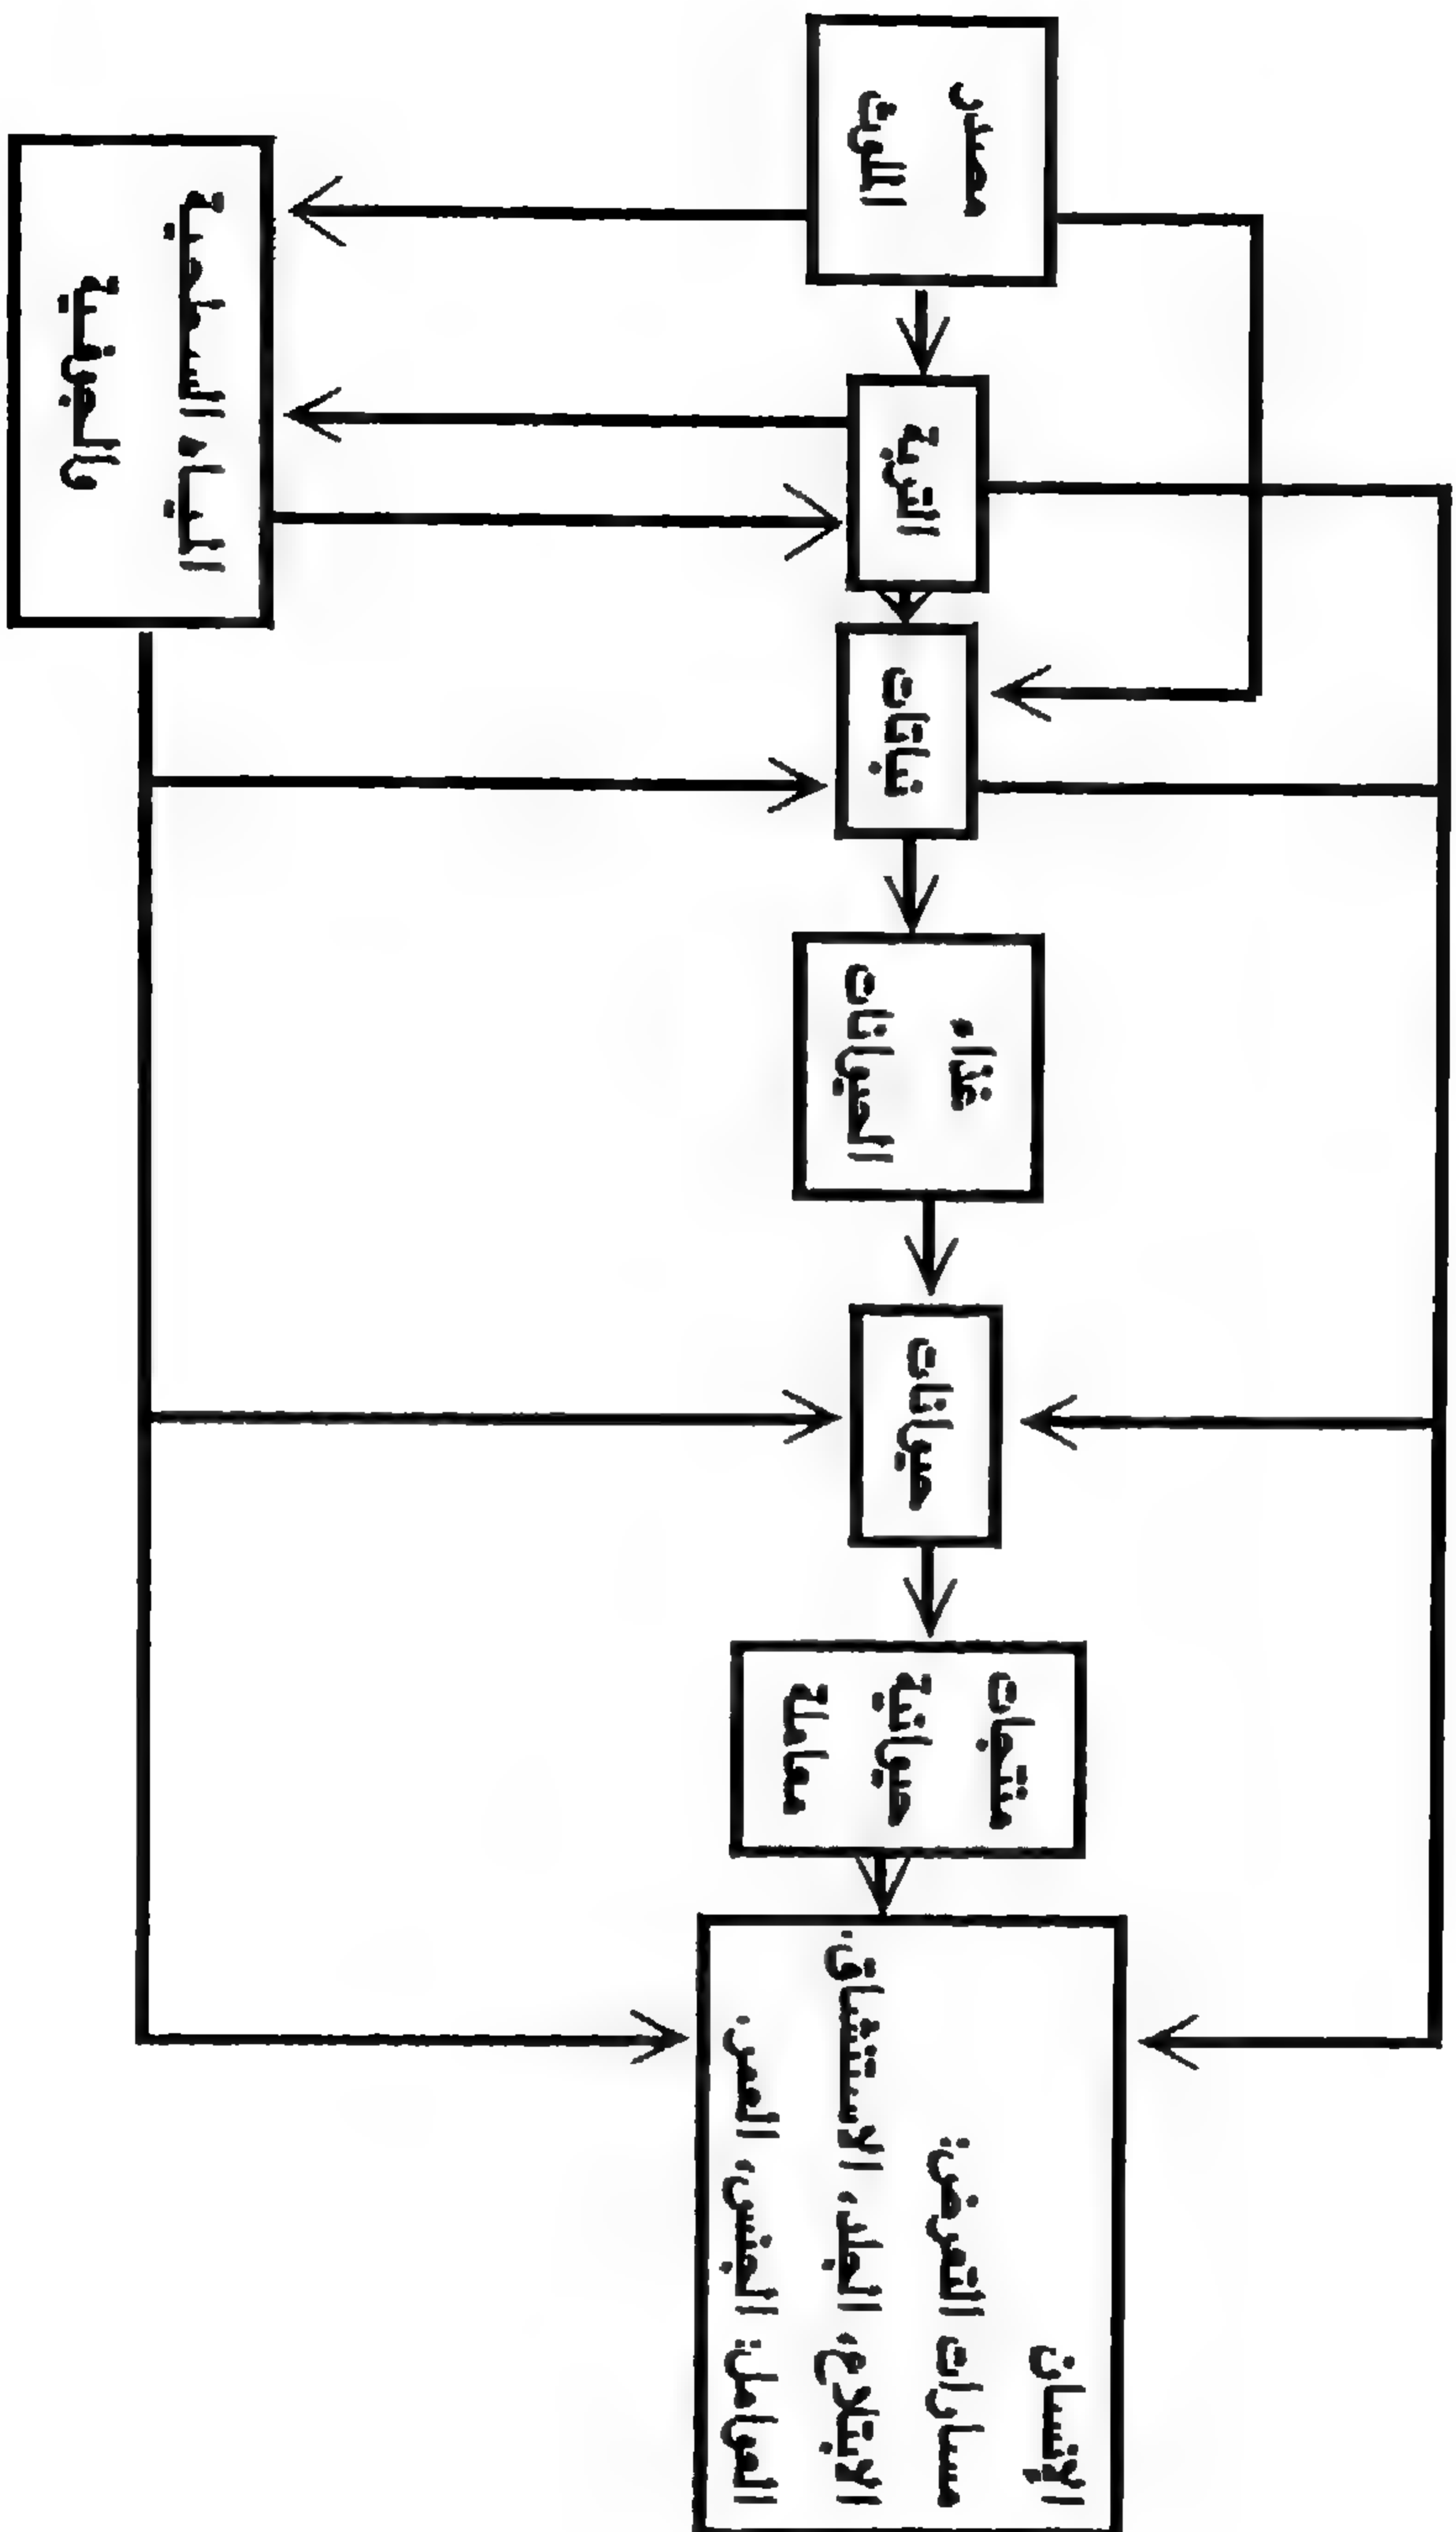 مصدر
التلوث
المياه السطحية
والجوفية
التربة
نباتات
غذاء
الحيوانات
حيوانات
منتجات
حيوانية
معاملة
الإنسان
مسارات التعرض:
الابتلاع، الجلد، الاستنشاق.
العوامل: الجنس، العمر.